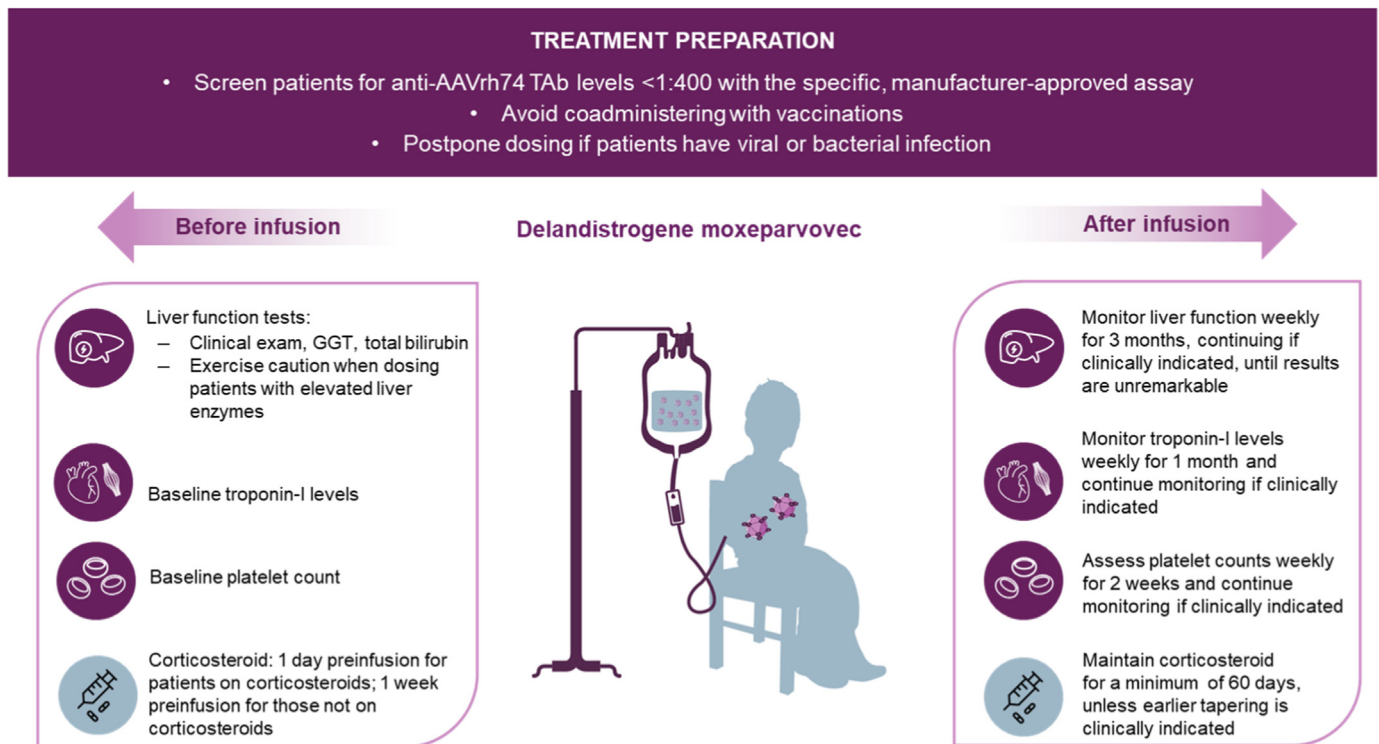 TREATMENT PREPARATION
• Screen patients for anti-AAVrh74 TAb levels <1:400 with the specific, manufacturer-approved assay
• Avoid coadministering with vaccinations
• Postpone dosing if patients have viral or bacterial infection
Before infusion
Delandistrogene moxeparvovec
After infusion
Liver function tests:
– Clinical exam, GGT, total bilirubin
– Exercise caution when dosing
patients with elevated liver
enzymes
Baseline troponin-I levels
Baseline platelet count
Corticosteroid: 1 day preinfusion for
patients on corticosteroids; 1 week
preinfusion for those not on
corticosteroids
Monitor liver function weekly
for 3 months, continuing if
clinically indicated, until results
are unremarkable
Monitor troponin-I levels
weekly for 1 month and
continue monitoring if clinically
indicated
Assess platelet counts weekly
for 2 weeks and continue
monitoring if clinically indicated
Maintain corticosteroid
for a minimum of 60 days,
unless earlier tapering is
clinically indicated